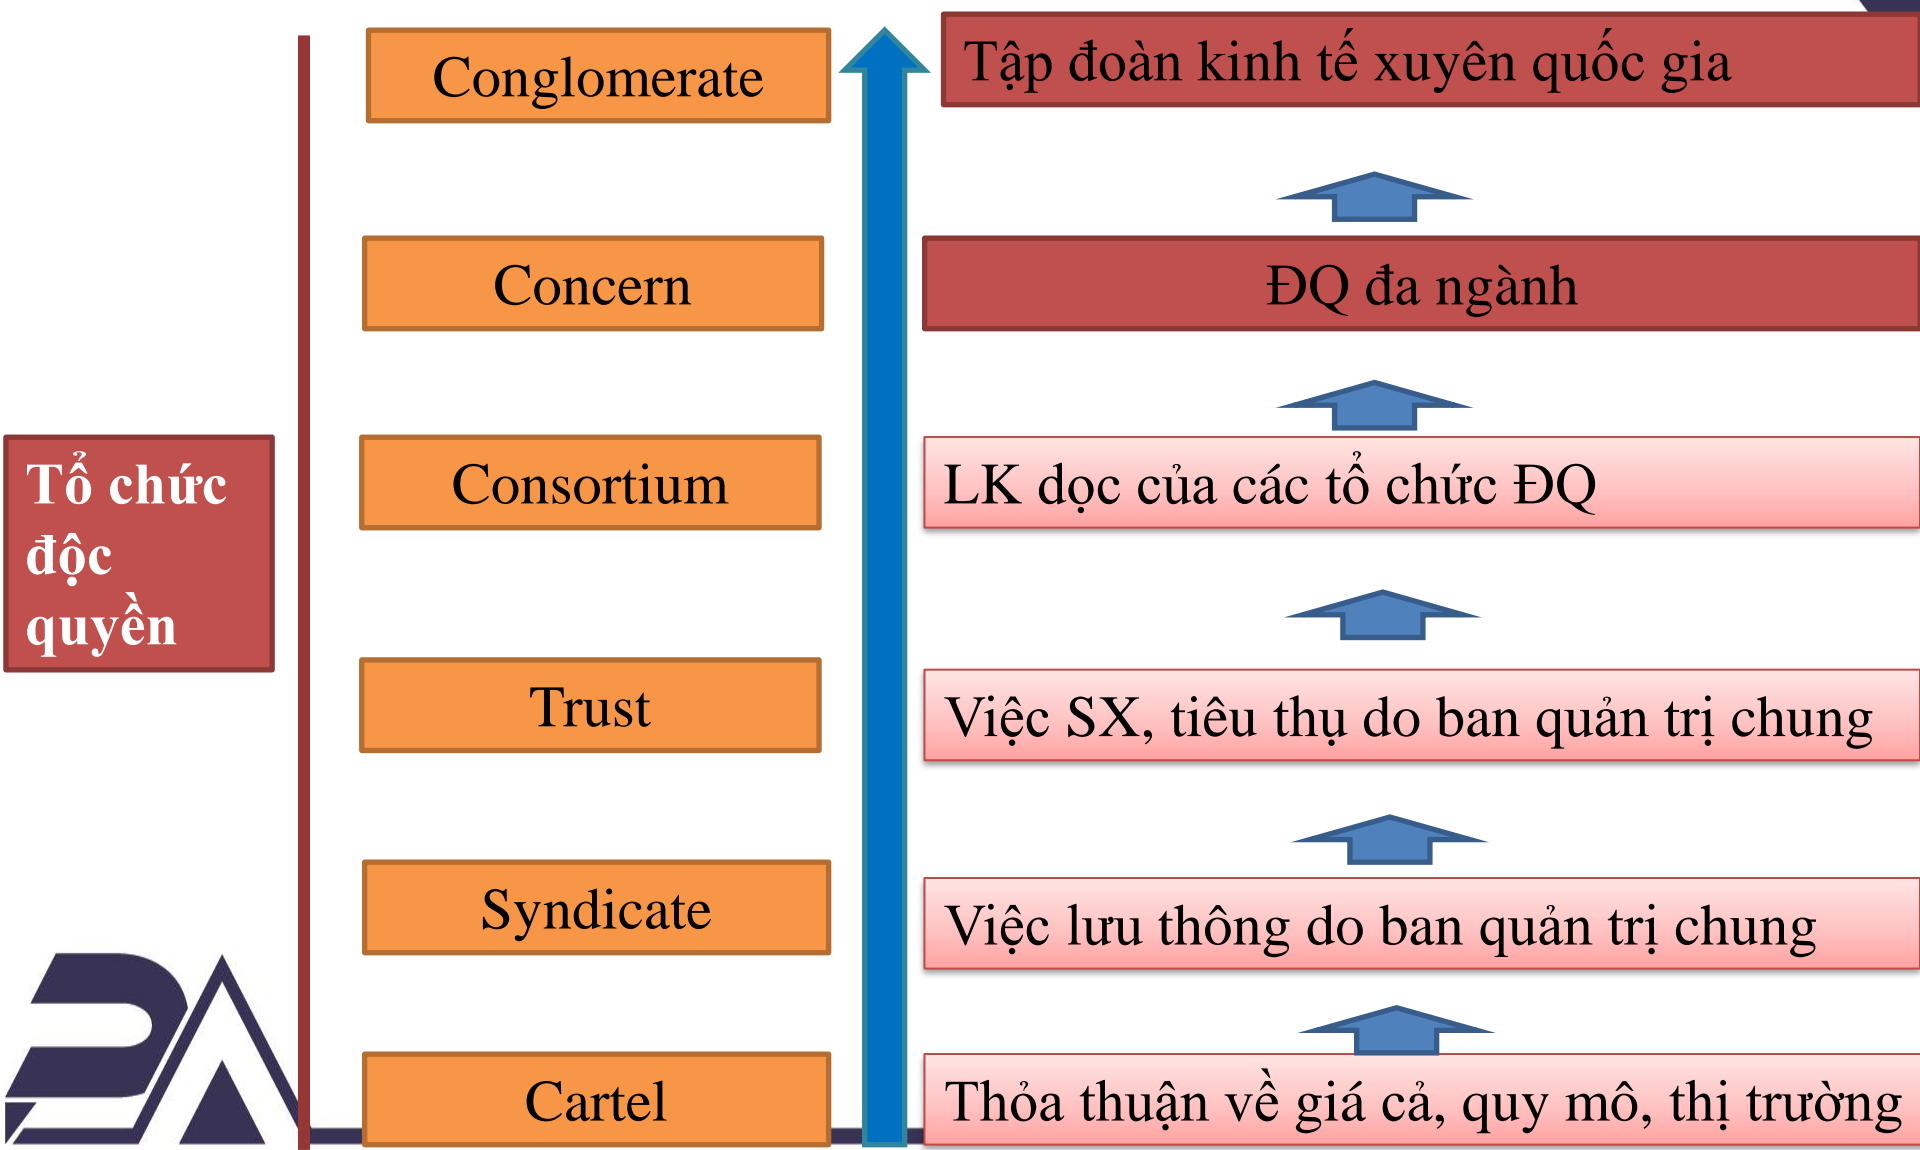 Conglomerate
Tập đoàn kinh tế xuyên quốc gia
Concern
ĐQ đa ngành
Tổ chức
độc
quyền
Consortium
LK dọc của các tổ chức ĐQ
Trust
Việc SX, tiêu thụ do ban quản trị chung
Syndicate
Việc lưu thông do ban quản trị chung
Cartel
Thỏa thuận về giá cả, quy mô, thị trường